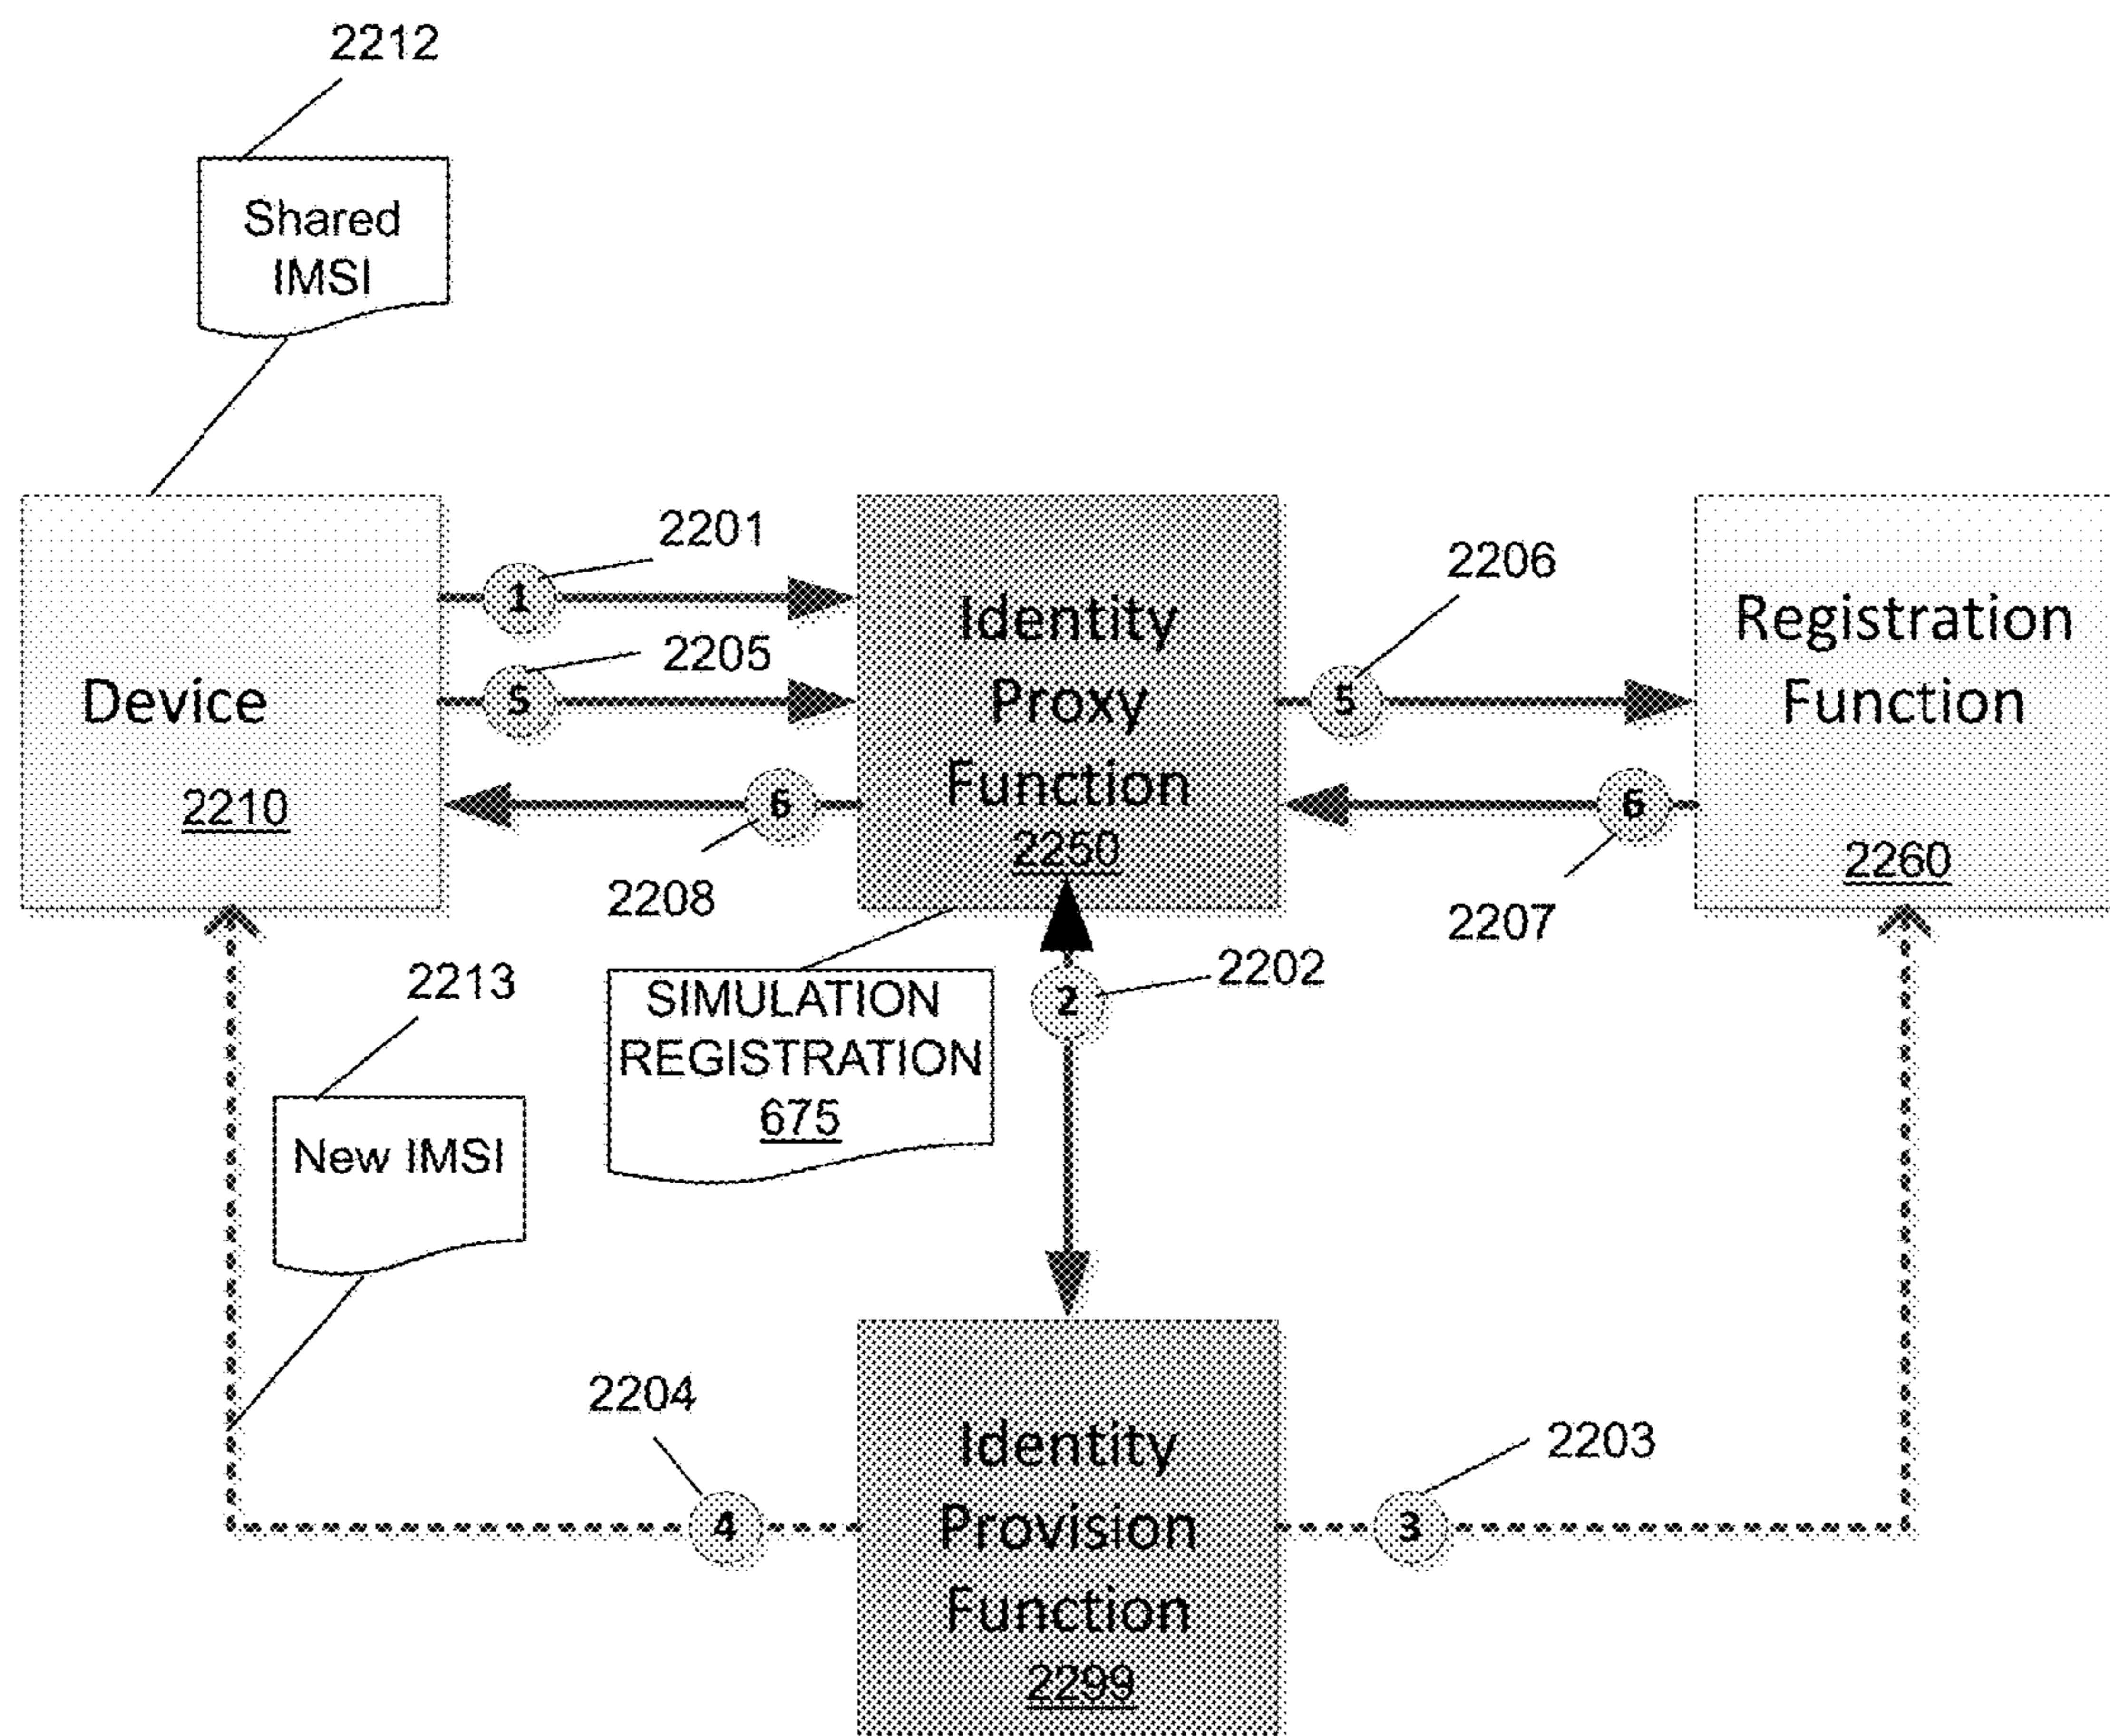 2212
Shared
IMSI
2201
1
2205
5
2206
5
Device
2210
Identity
Proxy
Function
2250
Registration
Function
2260
6
2208
6
2207
2213
New IMSI
SIMULATION
REGISTRATION
675
2
2202
2204
4
Identity
Provision
Function
2299
3
2203